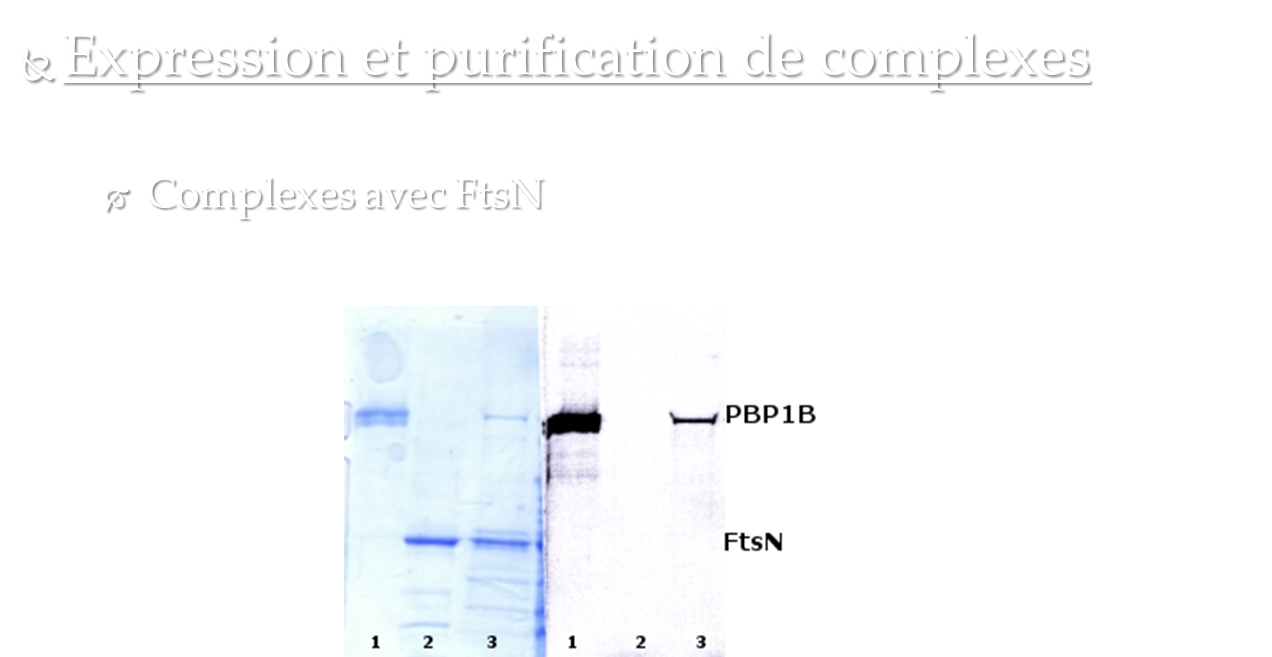 Expression et purification de complexes
Complexes avec FtsN
PBP1B
FtsN
1 2 3 1 2 3